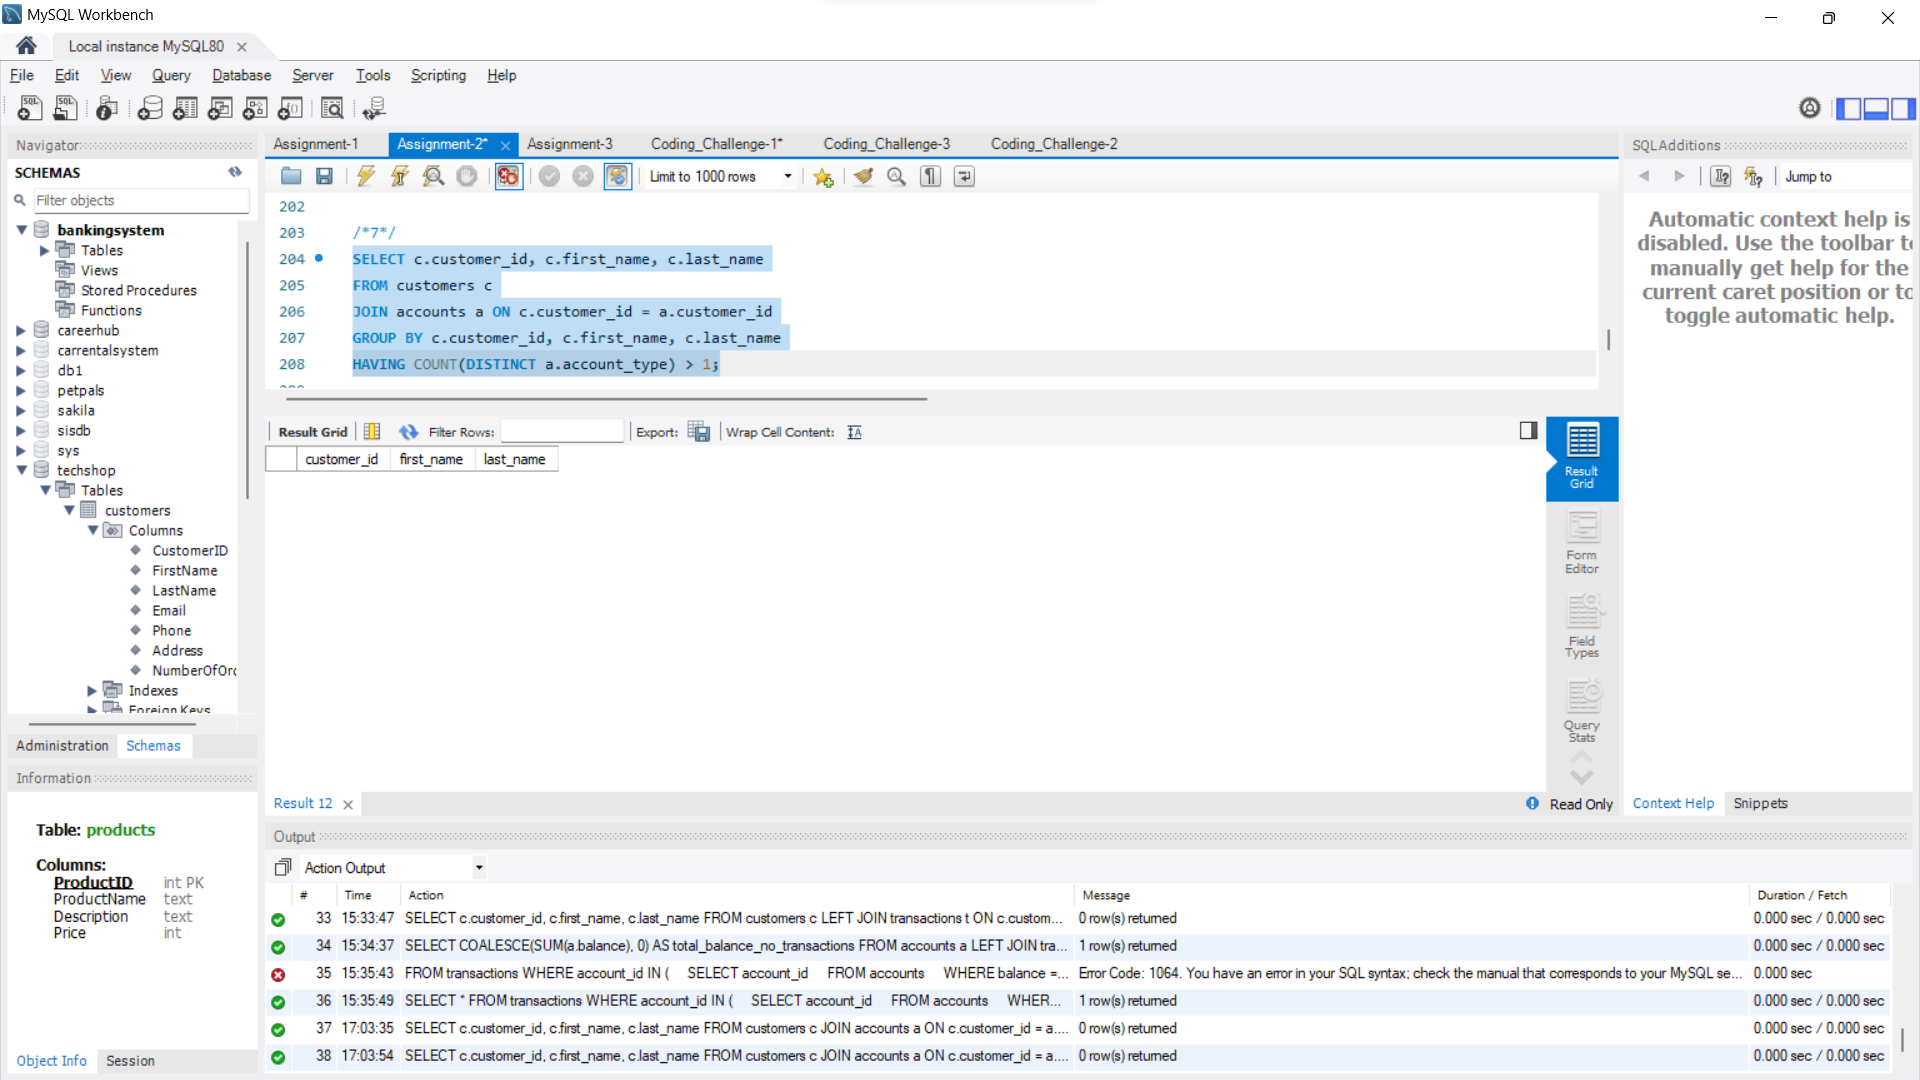 MySQL Workbench
Local instance MySQL80
File Edit View Query Database Server Tools Scripting Help
Navigator
SCHEMAS
Filter objects
bankingsystem
Tables
Views
Stored Procedures
Functions
careerhub
carrentalsystem
db1
petpals
sakila
sisdb
sys
techshop
Tables
customers
Columns
CustomerID
FirstName
LastName
Email
Phone
Address
NumberOfOrd
Indexes
Foreign Keys
Administration Schemas
Information
Table: products
Columns:
ProductID int PK
ProductName text
Description text
Price int
Object Info Session
Assignment-1 Assignment-2* Assignment-3 Coding_Challenge-1* Coding_Challenge-3 Coding_Challenge-2
Limit to 1000 rows
202
203 /*7*/
204 SELECT c.customer_id, c.first_name, c.last_name
205 FROM customers c
206 JOIN accounts a ON c.customer_id = a.customer_id
207 GROUP BY c.customer_id, c.first_name, c.last_name
208 HAVING COUNT(DISTINCT a.account_type) > 1;
Result Grid Filter Rows: Export: Wrap Cell Content:
customer_id first_name last_name
Result Grid
Form Editor
Field Types
Query Stats
Result 12 Read Only
SQLAdditions
Jump to
Automatic context help is
disabled. Use the toolbar to
manually get help for the
current caret position or to
toggle automatic help.
Context Help Snippets
Output
Action Output
# Time Action Message Duration / Fetch
33 15:33:47 SELECT c.customer_id, c.first_name, c.last_name FROM customers c LEFT JOIN transactions t ON c.custom... 0 row(s) returned 0.000 sec / 0.000 sec
34 15:34:37 SELECT COALESCE(SUM(a.balance), 0) AS total_balance_no_transactions FROM accounts a LEFT JOIN tra... 1 row(s) returned 0.000 sec / 0.000 sec
35 15:35:43 FROM transactions WHERE account_id IN ( SELECT account_id FROM accounts WHERE balance =... Error Code: 1064. You have an error in your SQL syntax; check the manual that corresponds to your MySQL se... 0.000 sec
36 15:35:49 SELECT * FROM transactions WHERE account_id IN ( SELECT account_id FROM accounts WHER... 1 row(s) returned 0.000 sec / 0.000 sec
37 17:03:35 SELECT c.customer_id, c.first_name, c.last_name FROM customers c JOIN accounts a ON c.customer_id = a.... 0 row(s) returned 0.000 sec / 0.000 sec
38 17:03:54 SELECT c.customer_id, c.first_name, c.last_name FROM customers c JOIN accounts a ON c.customer_id = a.... 0 row(s) returned 0.000 sec / 0.000 sec